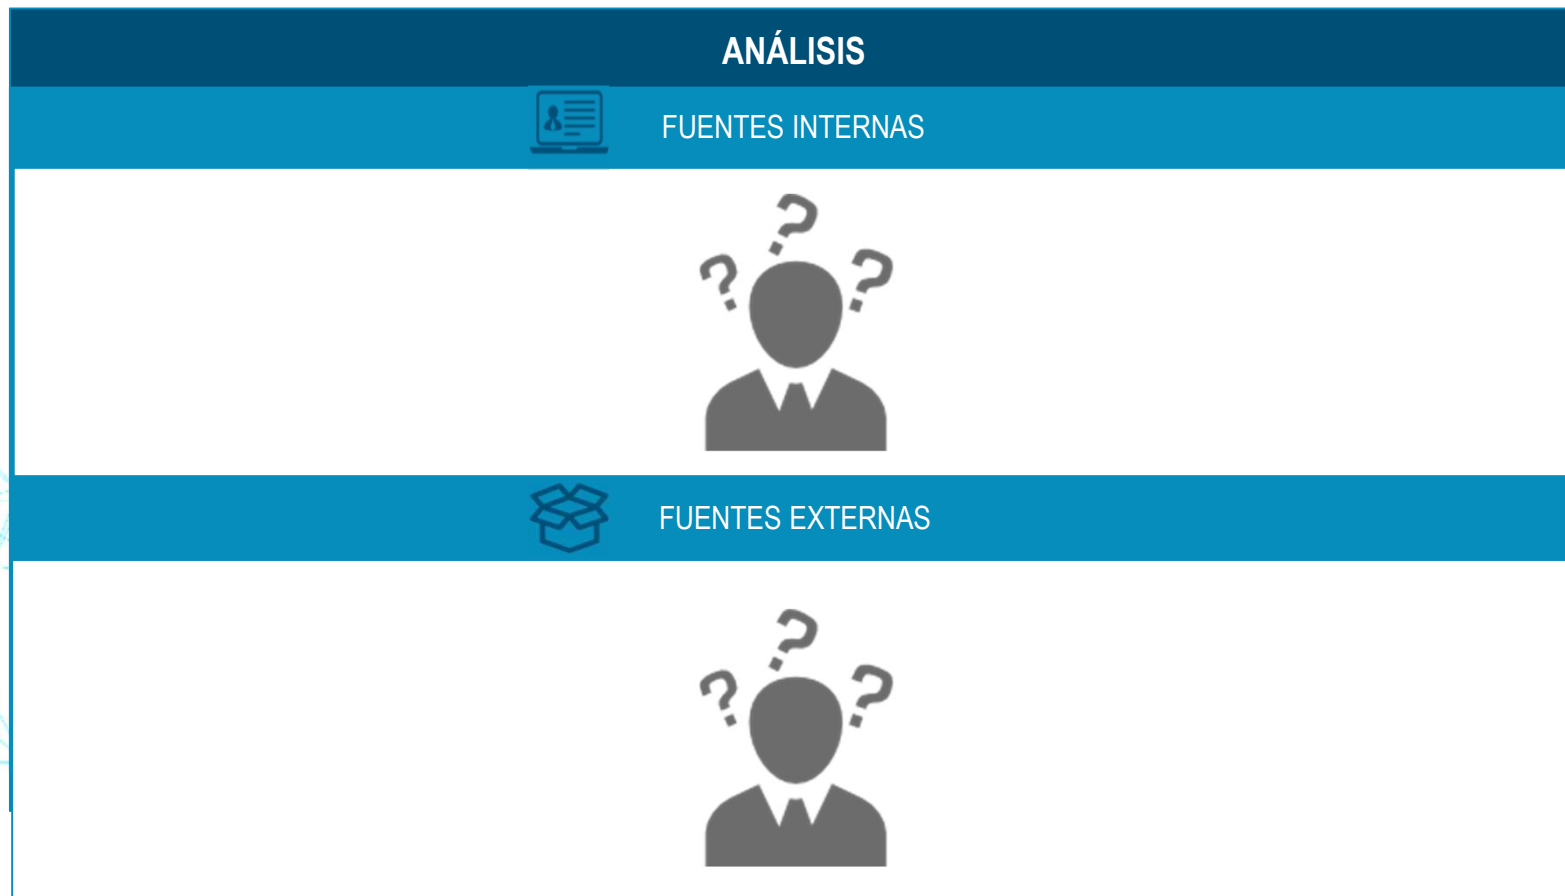 ANÁLISIS
FUENTES INTERNAS
? ? ?
FUENTES EXTERNAS
? ? ?